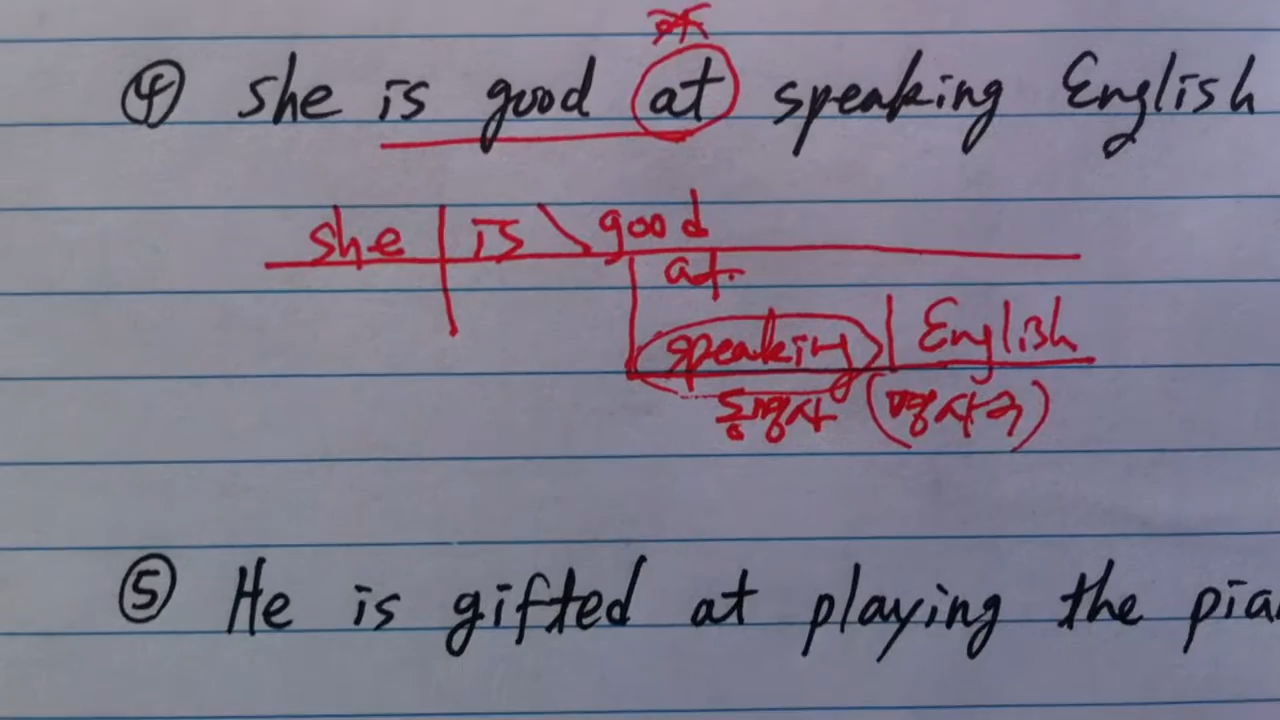 ④ she is good at speaking English
she is good
at.
speaking English
동명사 (명사구)
⑤ He is gifted at playing the pia